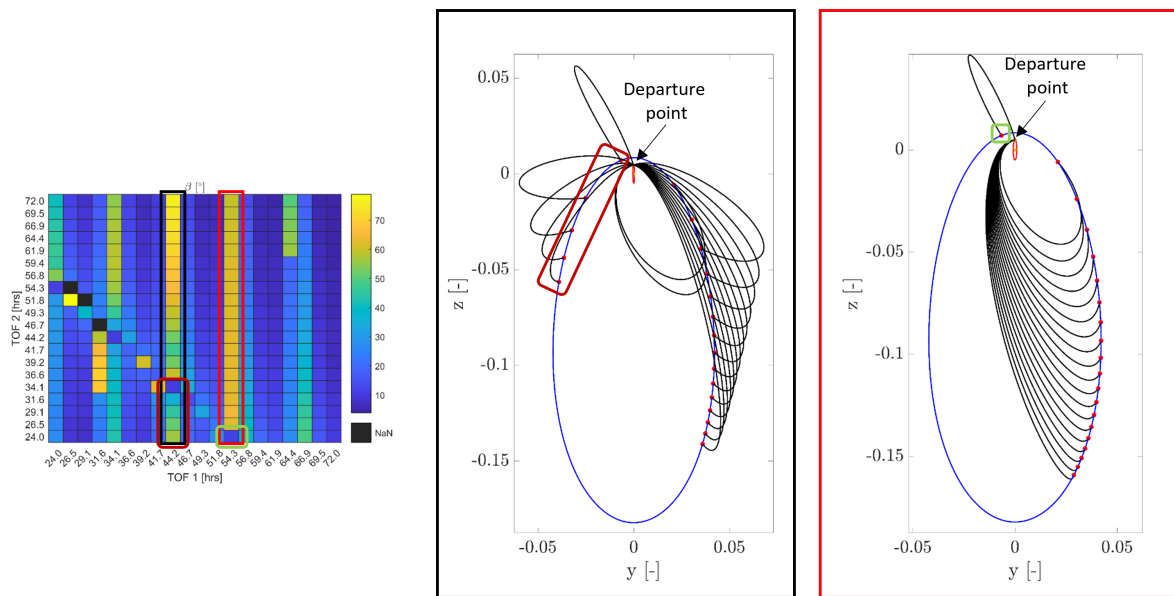 β [°]
72.0
69.5
66.9
64.4
61.9
59.4
56.8
54.3
51.8
49.3
46.7
44.2
41.7
39.2
36.6
34.1
31.6
29.1
26.5
24.0
TOF 2 [hrs]
24.0 26.5 29.1 31.6 34.1 36.6 39.2 41.7 44.2 46.7 49.3 51.8 54.3 56.8 59.4 61.9 64.4 66.9 69.5 72.0
TOF 1 [hrs]
70
60
50
40
30
20
10
NaN
Departure
point
0.05
0
-0.05
-0.1
-0.15
z [-]
-0.05 0 0.05
y [-]
Departure
point
0
-0.05
-0.1
-0.15
z [-]
-0.05 0 0.05
y [-]